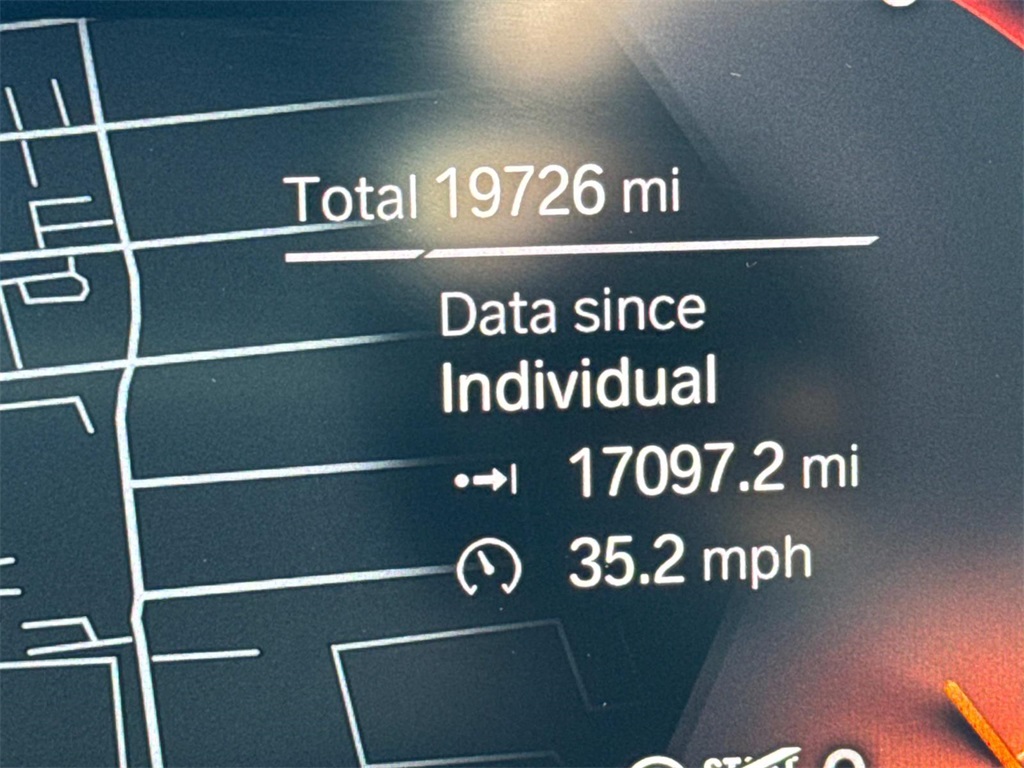 Total 19726 mi
Data since
Individual
17097.2 mi
35.2 mph